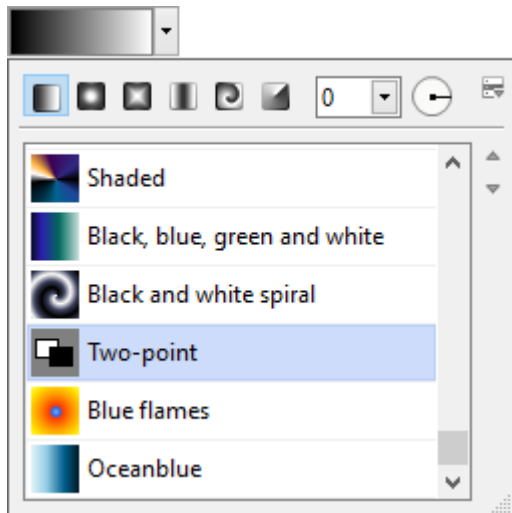 0
Shaded
Black, blue, green and white
Black and white spiral
Two-point
Blue flames
Oceanblue